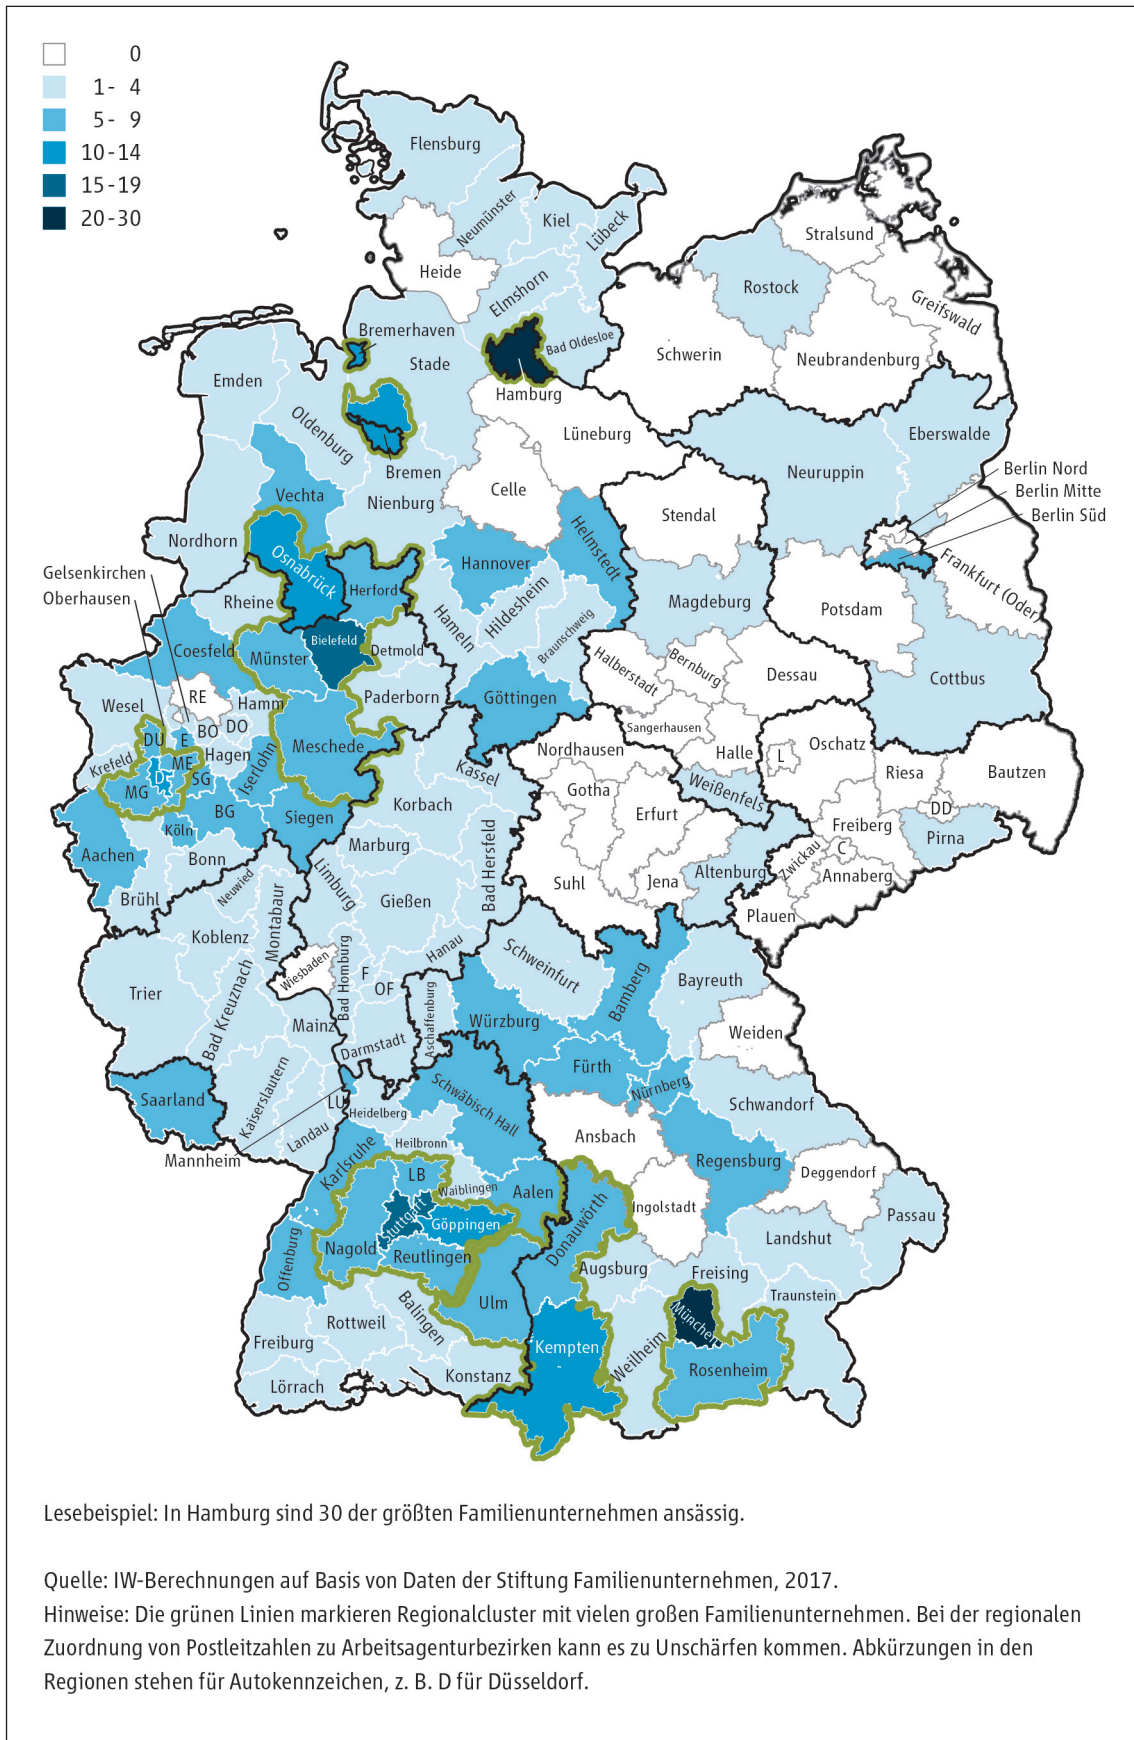 0
1 - 4
5 - 9
10 - 14
15 - 19
20 - 30
Flensburg
Neumünster
Kiel
Lübeck
Heide
Elmshorn
Stralsund
Rostock
Greifswald
Bremerhaven
Stade
Bad Oldesloe
Schwerin
Neubrandenburg
Emden
Hamburg
Oldenburg
Lüneburg
Eberswalde
Neuruppin
Bremen
Berlin Nord
Vechta
Nienburg
Celle
Berlin Mitte
Stendal
Berlin Süd
Nordhorn
Osnabrück
Hannover
Helmstedt
Gelsenkirchen
Oberhausen
Rheine
Herford
Hameln
Hildesheim
Braunschweig
Magdeburg
Potsdam
Frankfurt (Oder)
Coesfeld
Münster
Bielefeld
Detmold
Halberstadt
Bernburg
Dessau
Cottbus
Wesel
RE
Hamm
Paderborn
Göttingen
Sangerhausen
DU
E
BO
DO
Meschede
Nordhausen
Halle
L
Oschatz
Krefeld
D
ME
Hagen
Iserlohn
Kassel
Gotha
Weißenfels
Riesa
Bautzen
MG
SG
BG
Siegen
Korbach
Erfurt
DD
Köln
Freiberg
Pirna
Aachen
Bonn
Marburg
Bad Hersfeld
Zwickau
C
Annaberg
Brühl
Neuwied
Montabaur
Limburg
Gießen
Suhl
Jena
Altenburg
Plauen
Koblenz
Hanau
Schweinfurt
Trier
Bad Kreuznach
Wiesbaden
Bad Homburg
F
OF
Aschaffenburg
Bamberg
Bayreuth
Mainz
Darmstadt
Würzburg
Weiden
Fürth
Nürnberg
Saarland
Kaiserslautern
LU
Heidelberg
Schwäbisch Hall
Schwandorf
Landau
Mannheim
Karlsruhe
Heilbronn
Ansbach
Regensburg
Deggendorf
LB
Waiblingen
Aalen
Ingolstadt
Passau
Stuttgart
Göppingen
Donauwörth
Landshut
Offenburg
Nagold
Reutlingen
Augsburg
Freising
Traunstein
Ulm
Balingen
Rottweil
München
Freiburg
Kempten
Weilheim
Rosenheim
Lörrach
Konstanz
Lesebeispiel: In Hamburg sind 30 der größten Familienunternehmen ansässig.
Quelle: IW-Berechnungen auf Basis von Daten der Stiftung Familienunternehmen, 2017.
Hinweise: Die grünen Linien markieren Regionalcluster mit vielen großen Familienunternehmen. Bei der regionalen
Zuordnung von Postleitzahlen zu Arbeitsagenturbezirken kann es zu Unschärfen kommen. Abkürzungen in den
Regionen stehen für Autokennzeichen, z. B. D für Düsseldorf.